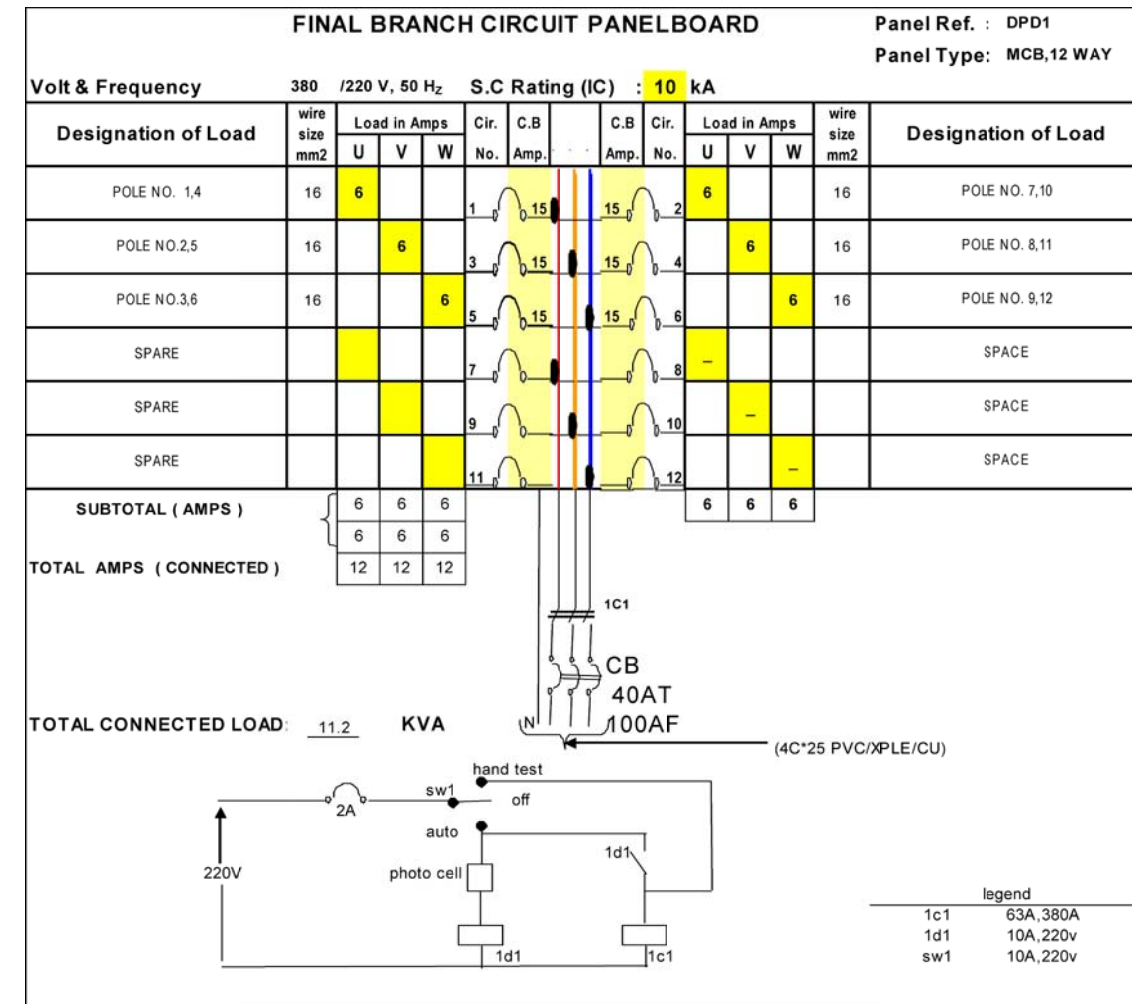 FINAL BRANCH CIRCUIT PANELBOARD
Panel Ref. : DPD1
Panel Type: MCB,12 WAY
Volt & Frequency 380 /220 V, 50 Hz S.C Rating (IC) : 10 kA
Designation of Load wire size mm2 Load in Amps U V W Cir. No. C.B Amp. C.B Amp. Cir. No. Load in Amps U V W wire size mm2 Designation of Load
POLE NO. 1,4 16 6 1 15 15 2 6 16 POLE NO. 7,10
POLE NO.2,5 16 6 3 15 15 4 6 16 POLE NO. 8,11
POLE NO.3,6 16 6 5 15 15 6 6 16 POLE NO. 9,12
SPARE 7 8 – SPACE
SPARE 9 10 – SPACE
SPARE 11 12 – SPACE
SUBTOTAL ( AMPS ) 6 6 6 6 6 6
6 6 6
TOTAL AMPS ( CONNECTED ) 12 12 12
1C1
CB
40AT
100AF
N
TOTAL CONNECTED LOAD: 11.2 KVA
(4C*25 PVC/XPLE/CU)
hand test
sw1
off
2A
auto
1d1
220V
photo cell
1d1
1c1
legend
1c1 63A,380A
1d1 10A,220v
sw1 10A,220v